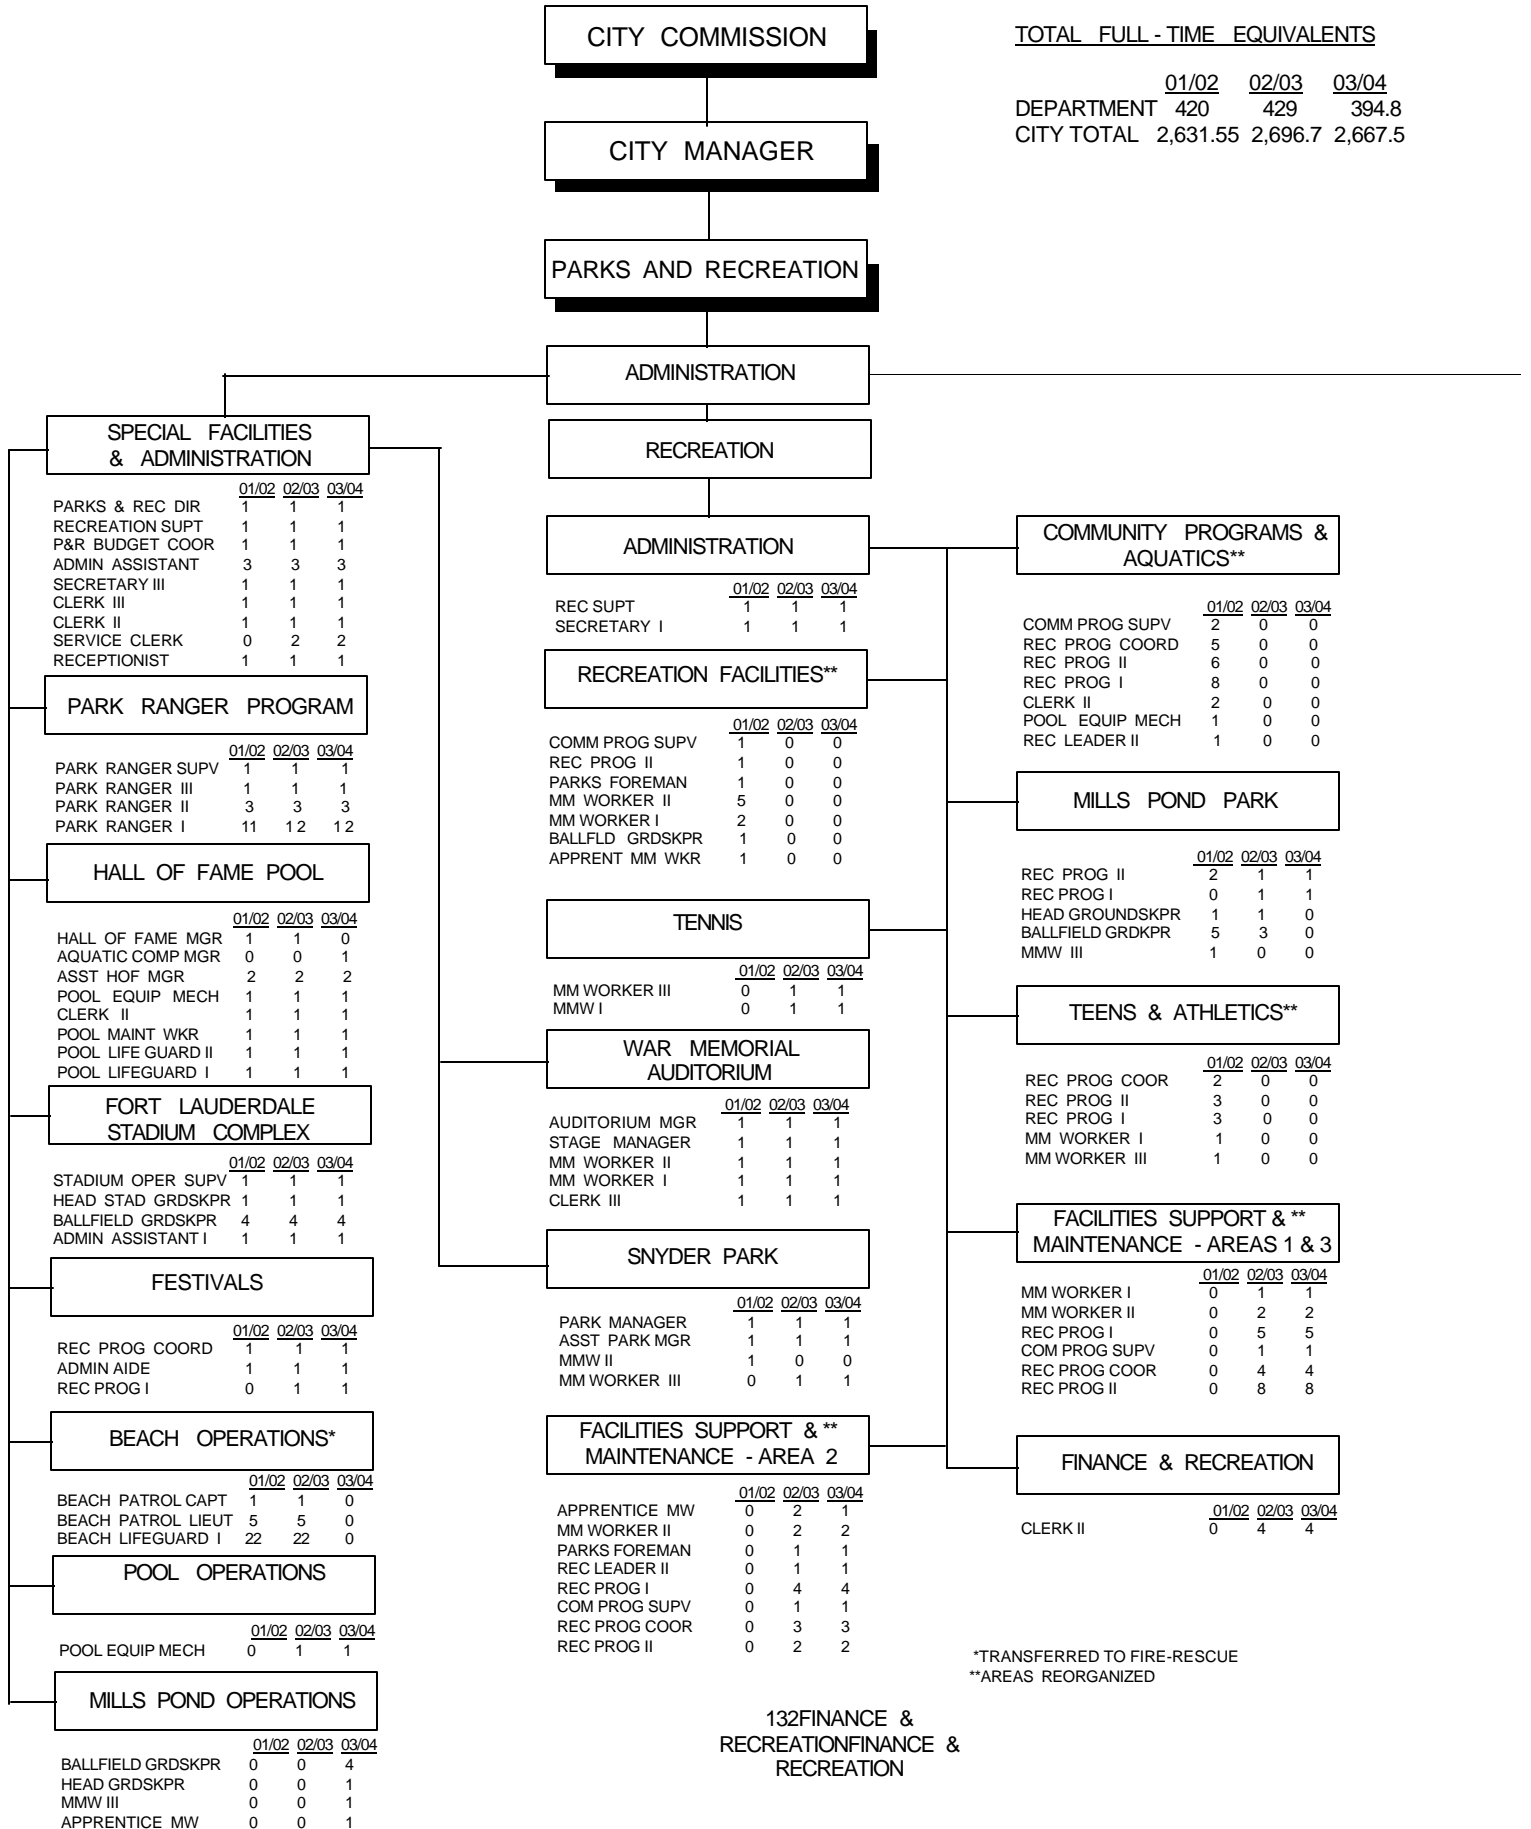 CITY COMMISSION
TOTAL FULL - TIME EQUIVALENTS
01/02 02/03 03/04
DEPARTMENT 420 429 394.8
CITY TOTAL 2,631.55 2,696.7 2,667.5
CITY MANAGER
PARKS AND RECREATION
ADMINISTRATION
RECREATION
SPECIAL FACILITIES
& ADMINISTRATION
01/02 02/03 03/04
PARKS & REC DIR 1 1 1
RECREATION SUPT 1 1 1
P&R BUDGET COOR 1 1 1
ADMIN ASSISTANT 3 3 3
SECRETARY III 1 1 1
CLERK III 1 1 1
CLERK II 1 1 1
SERVICE CLERK 0 2 2
RECEPTIONIST 1 1 1
PARK RANGER PROGRAM
01/02 02/03 03/04
PARK RANGER SUPV 1 1 1
PARK RANGER III 1 1 1
PARK RANGER II 3 3 3
PARK RANGER I 11 12 12
HALL OF FAME POOL
01/02 02/03 03/04
HALL OF FAME MGR 1 1 0
AQUATIC COMP MGR 0 0 1
ASST HOF MGR 2 2 2
POOL EQUIP MECH 1 1 1
CLERK II 1 1 1
POOL MAINT WKR 1 1 1
POOL LIFE GUARD II 1 1 1
POOL LIFEGUARD I 1 1 1
FORT LAUDERDALE
STADIUM COMPLEX
01/02 02/03 03/04
STADIUM OPER SUPV 1 1 1
HEAD STAD GRDSKPR 1 1 1
BALLFIELD GRDSKPR 4 4 4
ADMIN ASSISTANT I 1 1 1
FESTIVALS
01/02 02/03 03/04
REC PROG COORD 1 1 1
ADMIN AIDE 1 1 1
REC PROG I 0 1 1
BEACH OPERATIONS*
01/02 02/03 03/04
BEACH PATROL CAPT 1 1 0
BEACH PATROL LIEUT 5 5 0
BEACH LIFEGUARD I 22 22 0
POOL OPERATIONS
01/02 02/03 03/04
POOL EQUIP MECH 0 1 1
MILLS POND OPERATIONS
01/02 02/03 03/04
BALLFIELD GRDSKPR 0 0 4
HEAD GRDSKPR 0 0 1
MMW III 0 0 1
APPRENTICE MW 0 0 1
ADMINISTRATION
01/02 02/03 03/04
REC SUPT 1 1 1
SECRETARY I 1 1 1
RECREATION FACILITIES**
01/02 02/03 03/04
COMM PROG SUPV 1 0 0
REC PROG II 1 0 0
PARKS FOREMAN 1 0 0
MM WORKER II 5 0 0
MM WORKER I 2 0 0
BALLFLD GRDSKPR 1 0 0
APPRENT MM WKR 1 0 0
TENNIS
01/02 02/03 03/04
MM WORKER III 0 1 1
MMW I 0 1 1
WAR MEMORIAL
AUDITORIUM
01/02 02/03 03/04
AUDITORIUM MGR 1 1 1
STAGE MANAGER 1 1 1
MM WORKER II 1 1 1
MM WORKER I 1 1 1
CLERK III 1 1 1
SNYDER PARK
01/02 02/03 03/04
PARK MANAGER 1 1 1
ASST PARK MGR 1 1 1
MMW II 1 0 0
MM WORKER III 0 1 1
FACILITIES SUPPORT & **
MAINTENANCE - AREA 2
01/02 02/03 03/04
APPRENTICE MW 0 2 1
MM WORKER II 0 2 2
PARKS FOREMAN 0 1 1
REC LEADER II 0 1 1
REC PROG I 0 4 4
COM PROG SUPV 0 1 1
REC PROG COOR 0 3 3
REC PROG II 0 2 2
COMMUNITY PROGRAMS &
AQUATICS**
01/02 02/03 03/04
COMM PROG SUPV 2 0 0
REC PROG COORD 5 0 0
REC PROG II 6 0 0
REC PROG I 8 0 0
CLERK II 2 0 0
POOL EQUIP MECH 1 0 0
REC LEADER II 1 0 0
MILLS POND PARK
01/02 02/03 03/04
REC PROG II 2 1 1
REC PROG I 0 1 1
HEAD GROUNDSKPR 1 1 0
BALLFIELD GRDKPR 5 3 0
MMW III 1 0 0
TEENS & ATHLETICS**
01/02 02/03 03/04
REC PROG COOR 2 0 0
REC PROG II 3 0 0
REC PROG I 3 0 0
MM WORKER I 1 0 0
MM WORKER III 1 0 0
FACILITIES SUPPORT & **
MAINTENANCE - AREAS 1 & 3
01/02 02/03 03/04
MM WORKER I 0 1 1
MM WORKER II 0 2 2
REC PROG I 0 5 5
COM PROG SUPV 0 1 1
REC PROG COOR 0 4 4
REC PROG II 0 8 8
FINANCE & RECREATION
01/02 02/03 03/04
CLERK II 0 4 4
*TRANSFERRED TO FIRE-RESCUE
**AREAS REORGANIZED
132FINANCE &
RECREATIONFINANCE &
RECREATION